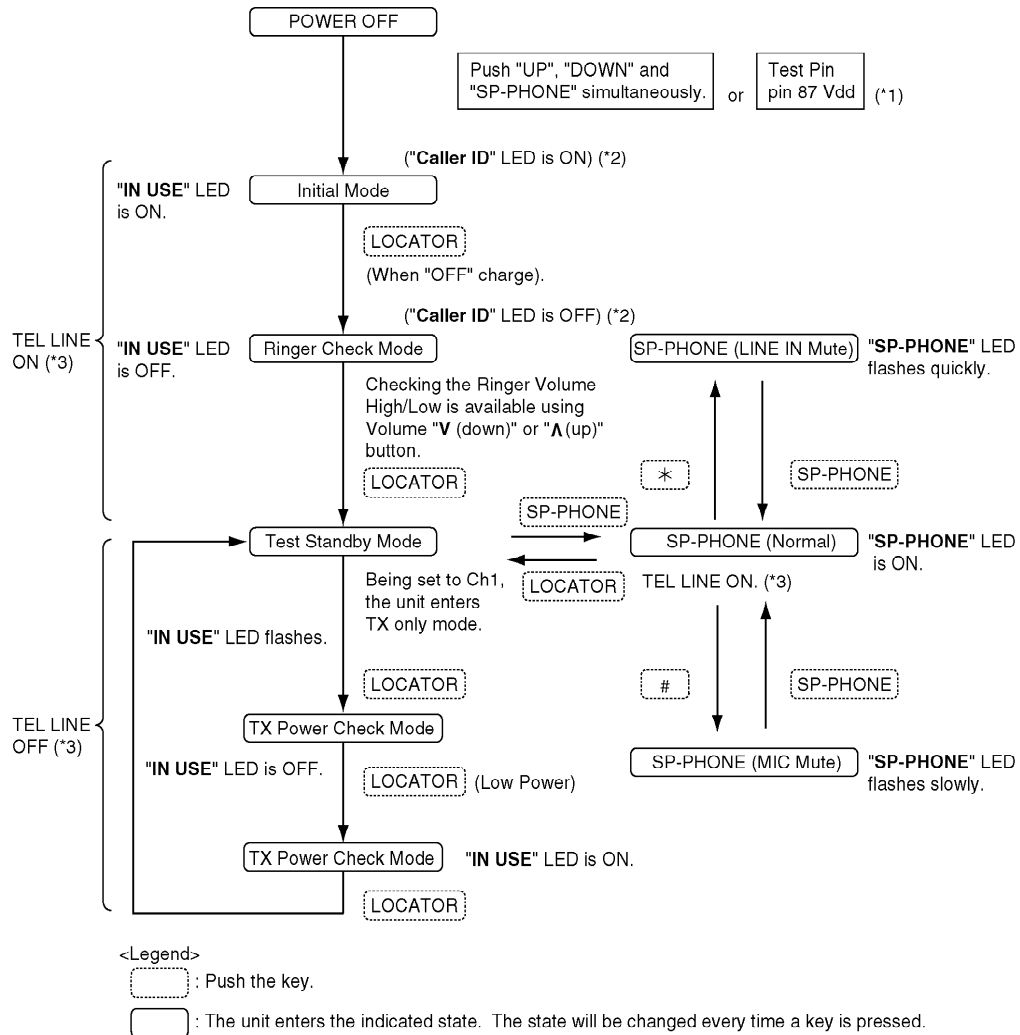 POWER OFF
Push "UP", "DOWN" and
"SP-PHONE" simultaneously.
or
Test Pin
pin 87 Vdd
(*1)
("Caller ID" LED is ON) (*2)
"IN USE" LED
is ON.
Initial Mode
LOCATOR
(When "OFF" charge).
("Caller ID" LED is OFF) (*2)
TEL LINE
ON (*3)
"IN USE" LED
is OFF.
Ringer Check Mode
SP-PHONE (LINE IN Mute)
"SP-PHONE" LED
flashes quickly.
Checking the Ringer Volume
High/Low is available using
Volume "V (down)" or "Λ (up)"
button.
LOCATOR
*
SP-PHONE
SP-PHONE
Test Standby Mode
SP-PHONE (Normal)
"SP-PHONE" LED
is ON.
LOCATOR
TEL LINE ON. (*3)
Being set to Ch1,
the unit enters
TX only mode.
"IN USE" LED flashes.
LOCATOR
#
SP-PHONE
TEL LINE
OFF (*3)
TX Power Check Mode
"IN USE" LED is OFF.
LOCATOR
(Low Power)
SP-PHONE (MIC Mute)
"SP-PHONE" LED
flashes slowly.
TX Power Check Mode
"IN USE" LED is ON.
LOCATOR
<Legend>
: Push the key.
: The unit enters the indicated state. The state will be changed every time a key is pressed.